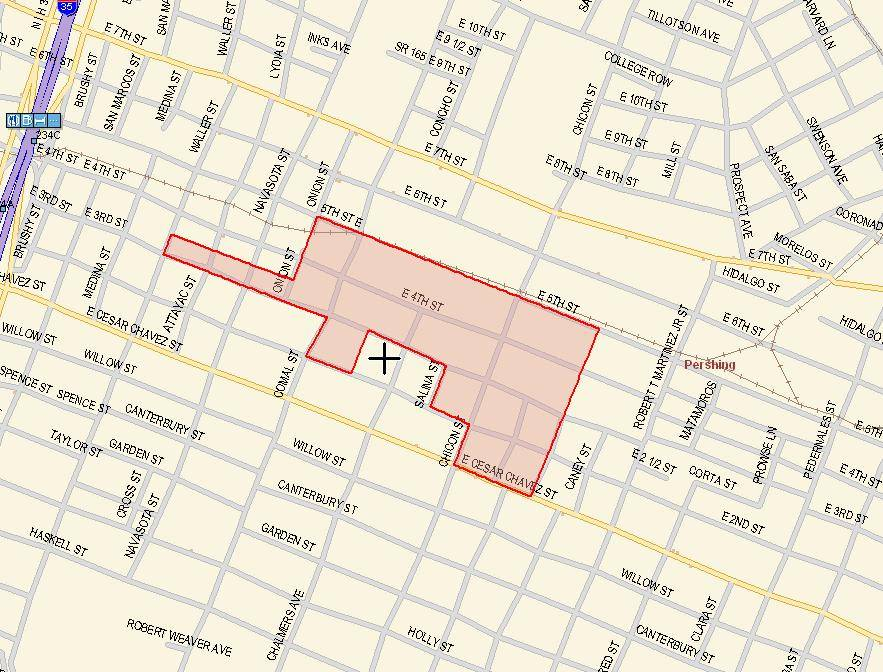 35
N I H 35
E 7TH ST
WALLER ST
LYDIA ST
INKS AVE
E 10TH ST
E 9 1/2 ST
SR 165
E 9TH ST
TILLOTSON AVE
COLLEGE ROW
E 6TH ST
BRUSHY ST
SAN MARCOS ST
MEDINA ST
WALLER ST
CONCHO ST
CHICON ST
E 10TH ST
E 9TH ST
MILL ST
SWENSON AVE
SAN SABA ST
234C
E 4TH ST
E 4TH ST
NAVASOTA ST
ONION ST
E 7TH ST
E 8TH ST
E 8TH ST
PROSPECT AVE
E 3RD ST
E 3RD ST
E 6TH ST
5TH ST E
BRUSHY ST
MEDINA ST
ATTAYAC ST
ONION ST
MORELOS ST
E 7TH ST
HIDALGO ST
E 4TH ST
E 5TH ST
E CESAR CHAVEZ ST
WILLOW ST
WILLOW ST
COMAL ST
SALINA ST
ROBERT T MARTINEZ JR ST
E 6TH ST
Pershing
SPENCE ST
SPENCE ST
CANTERBURY ST
TAYLOR ST
GARDEN ST
WILLOW ST
CHICON ST
E CESAR CHAVEZ ST
CANEY ST
MATAMOROS
PROWSE LN
PEDERNALES ST
E 2 1/2 ST
CORTA ST
E 4TH ST
E 3RD ST
E 2ND ST
CROSS ST
NAVASOTA ST
CANTERBURY ST
GARDEN ST
HASKELL ST
CHALMERS AVE
HOLLY ST
WILLOW ST
CLARA ST
CANTERBURY ST
ROBERT WEAVER AVE